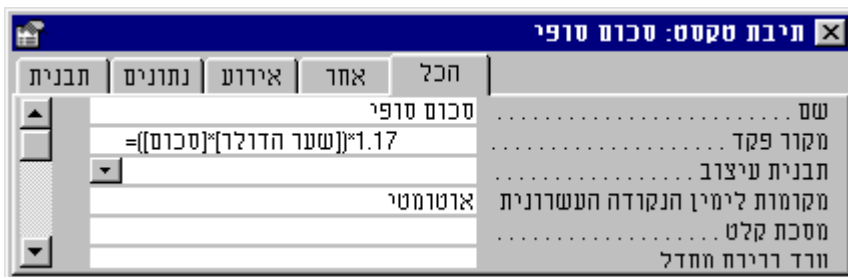 תיבת טקסט: סכום סופי
הכל אחר אירוע נתונים תבנית
שם סכום סופי
מקור פקד =([סכום]*[שער הדולר])*1.17
תבנית עיצוב
מקומות לימין הנקודה העשרונית אוטומטי
מסכת קלט
ערך ברירת מחדל